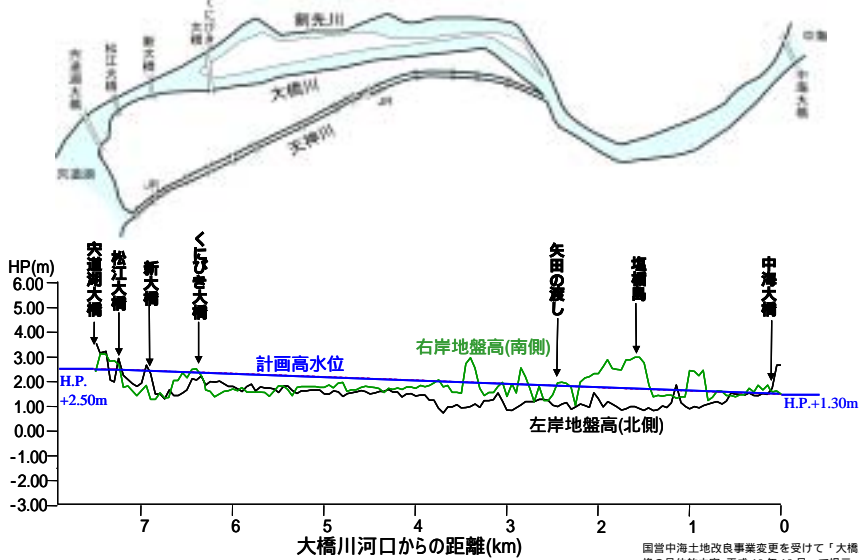 くにびき大橋
剣先川
中海
新大橋
松江大橋
宍道湖大橋
大橋川
中海大橋
JR
天神川
宍道湖
JR
くにびき大橋
宍道湖大橋
松江大橋
新大橋
矢田の渡し
塩楯島
中海大橋
HP(m)
6.00
5.00
4.00
右岸地盤高(南側)
3.00
計画高水位
2.00
H.P.
+2.50m
1.00
H.P.+1.30m
左岸地盤高(北側)
0.00
-1.00
-2.00
-3.00
7 6 5 4 3 2 1 0
大橋川河口からの距離(km)
国営中海土地改良事業変更を受けて「大橋